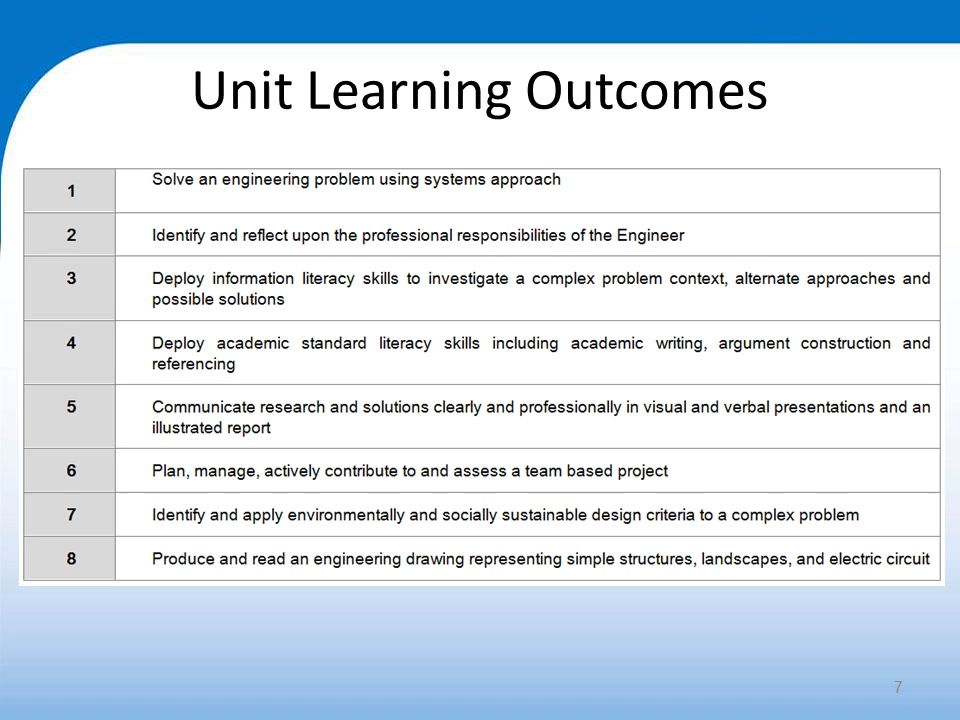 Unit Learning Outcomes
1 Solve an engineering problem using systems approach
2 Identify and reflect upon the professional responsibilities of the Engineer
3 Deploy information literacy skills to investigate a complex problem context, alternate approaches and
possible solutions
4 Deploy academic standard literacy skills including academic writing, argument construction and
referencing
5 Communicate research and solutions clearly and professionally in visual and verbal presentations and an
illustrated report
6 Plan, manage, actively contribute to and assess a team based project
7 Identify and apply environmentally and socially sustainable design criteria to a complex problem
8 Produce and read an engineering drawing representing simple structures, landscapes, and electric circuit
7